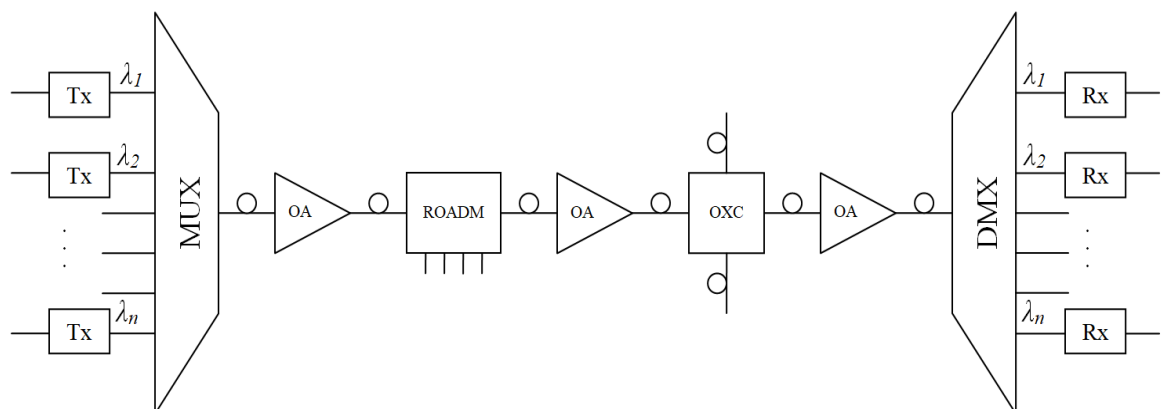 λ1
Tx
λ2
Tx
λn
Tx
MUX
OA
ROADM
OA
OXC
OA
DMX
λ1
Rx
λ2
Rx
λn
Rx